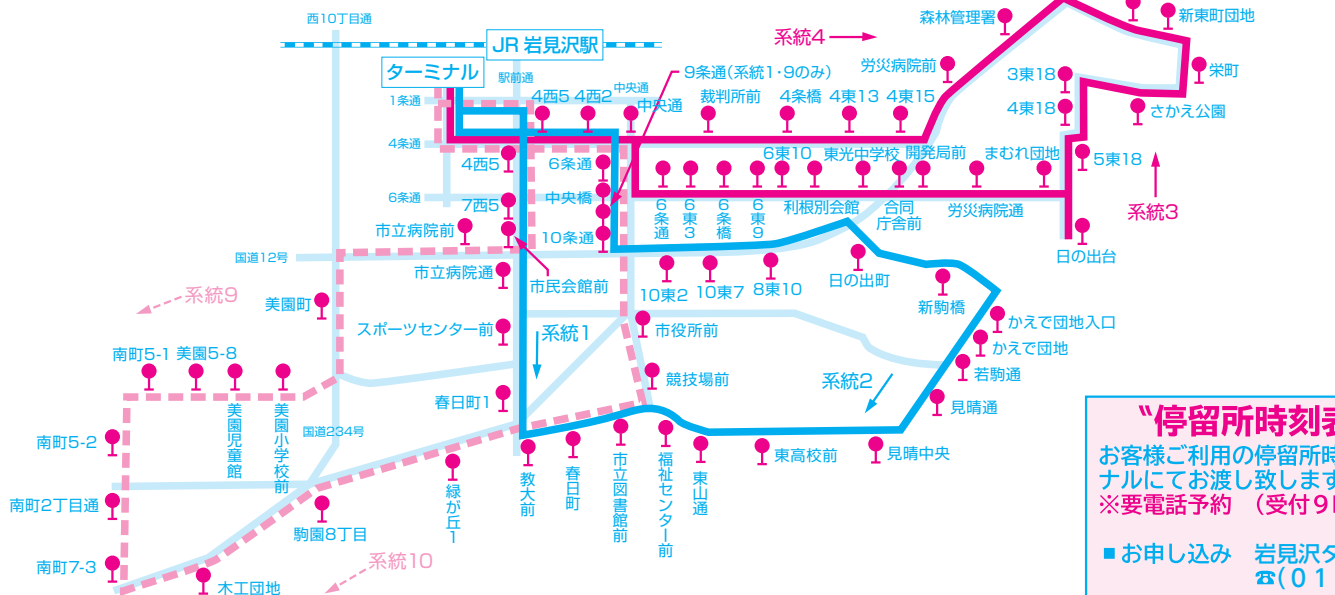 西10丁目通
JR 岩見沢駅
ターミナル
駅前通
1条通
4条通
6条通
国道12号
国道234号
4西5
4西2
中央通
中央通
9条通(系統1・9のみ)
裁判所前
4条橋
4東13
4東15
系統4
森林管理署
労災病院前
新東町団地
栄町
さかえ公園
3東18
4東18
5東18
系統3
日の出台
4西5
7西5
市立病院前
市民会館前
市立病院通
スポーツセンター前
春日町1
6条通
中央橋
10条通
6条通
6東3
6条橋
6東9
6東10
利根別会館
東光中学校
合同
庁舎前
開発局前
労災病院通
まむれ団地
10東2
10東7
8東10
日の出町
新駒橋
かえで団地入口
かえで団地
若駒通
見晴通
見晴中央
東高校前
東山通
福祉センター前
市立図書館前
春日町
教大前
緑が丘1
市役所前
競技場前
系統1
系統2
系統9
美園町
南町5-1
美園5-8
美園児童館
美園小学校前
南町5-2
南町2丁目通
南町7-3
木工団地
駒園8丁目
系統10
〝停留所時刻表
お客様ご利用の停留所時
ナルにてお渡し致します
※要電話予約 (受付9
■お申し込み 岩見沢タ
☎(01